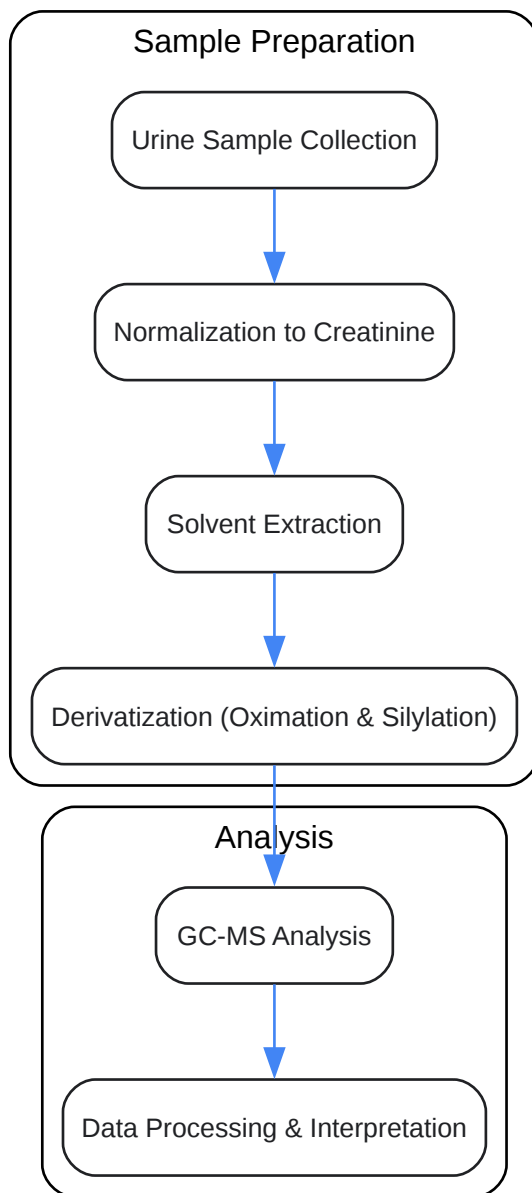 Sample Preparation
Urine Sample Collection
Normalization to Creatinine
Solvent Extraction
Derivatization (Oximation & Silylation)
Analysis
GC-MS Analysis
Data Processing & Interpretation